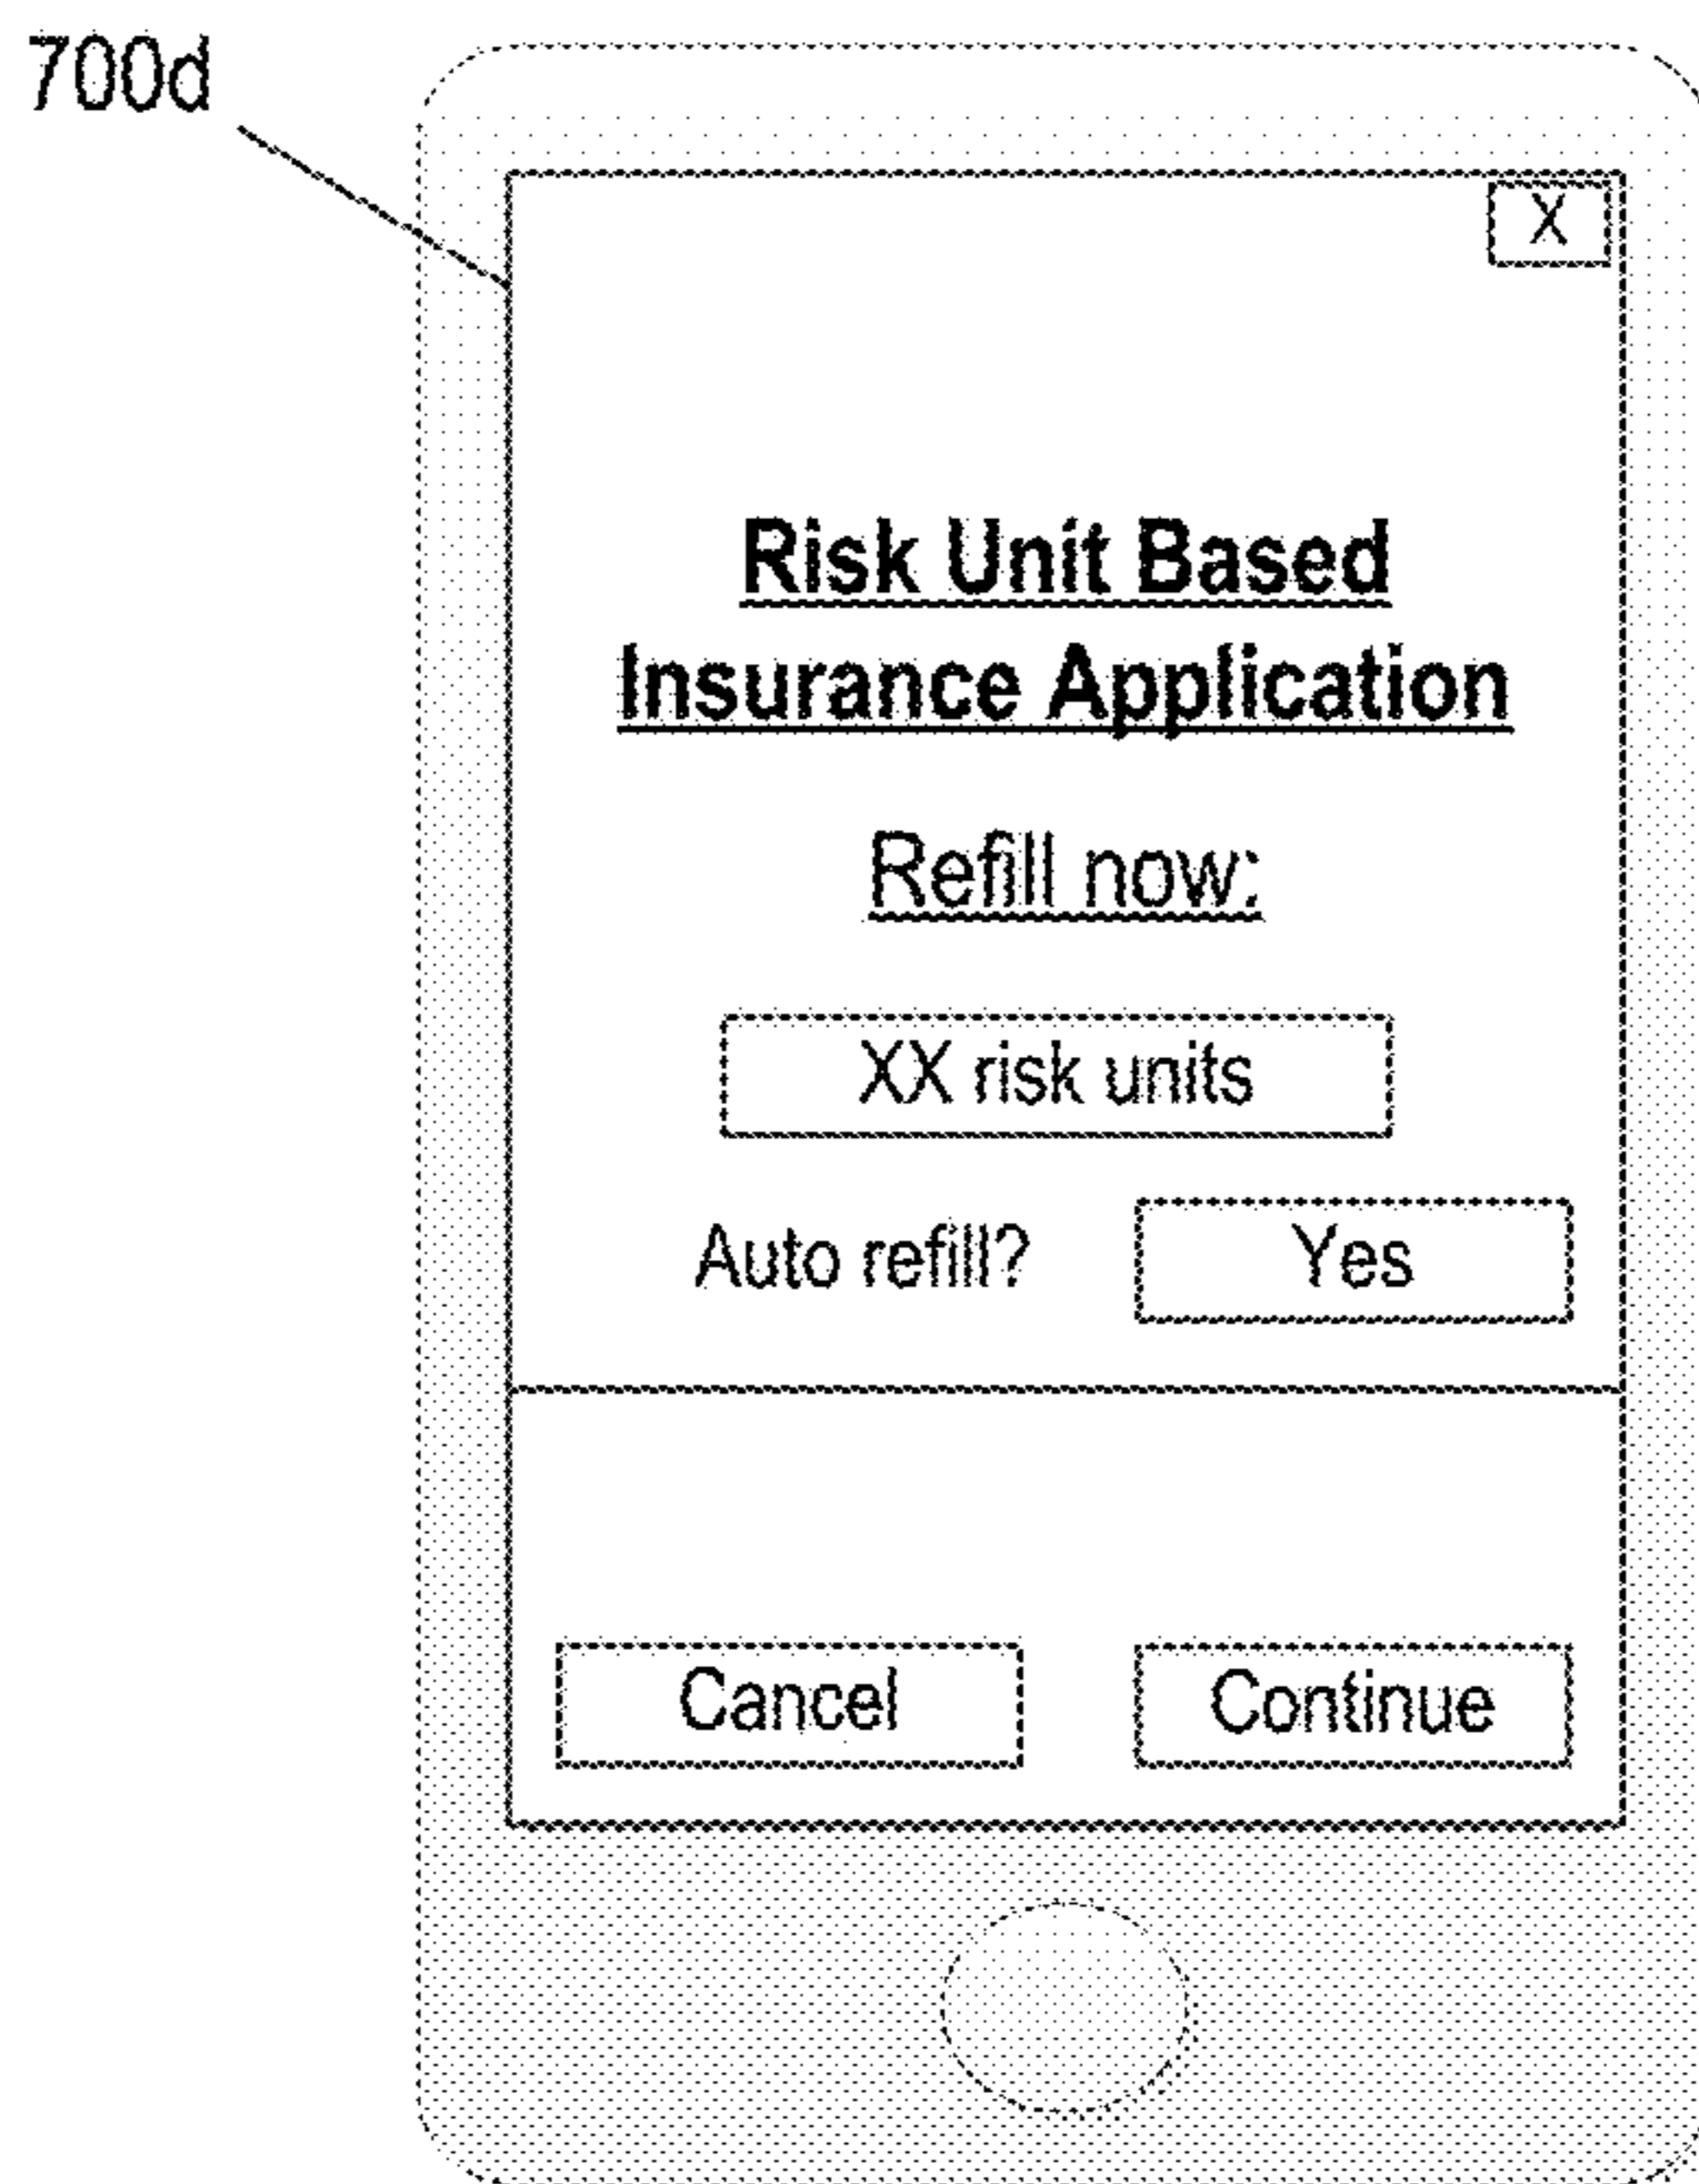 700d
X
Risk Unit Based
Insurance Application
Refill now:
XX risk units
Auto refill? Yes
Cancel Continue